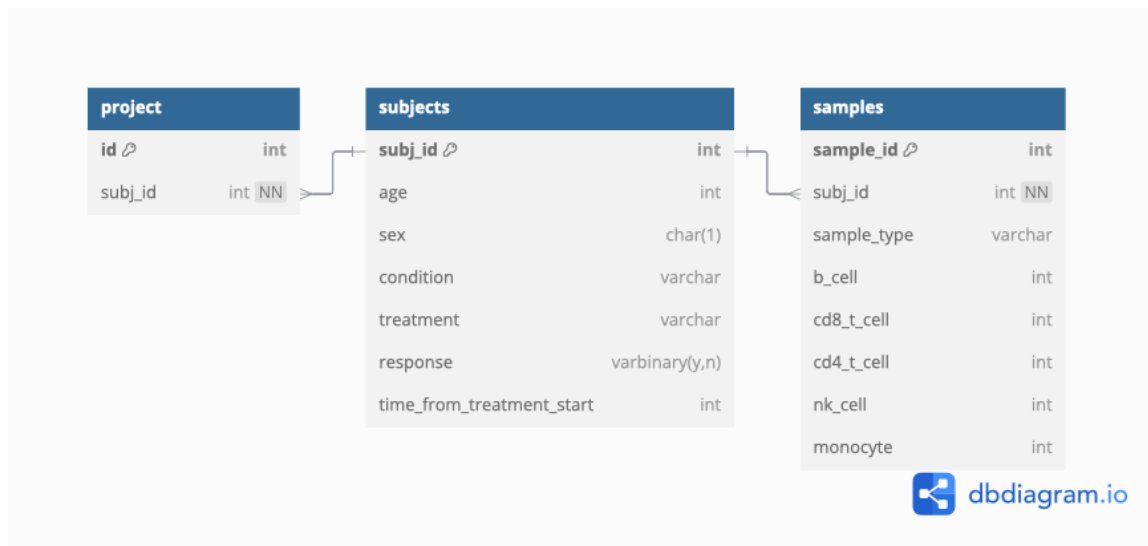 project
id int
subj_id int NN
subjects
subj_id int
age int
sex char(1)
condition varchar
treatment varchar
response varbinary(y,n)
time_from_treatment_start int
samples
sample_id int
subj_id int NN
sample_type varchar
b_cell int
cd8_t_cell int
cd4_t_cell int
nk_cell int
monocyte int
dbdiagram.io